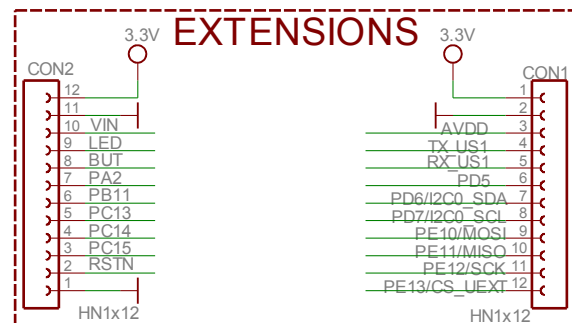 EXTENSIONS
3.3V
3.3V
CON2
12
11
10 VIN
9 LED
8 BUT
7 PA2
6 PB11
5 PC13
4 PC14
3 PC15
2 RSTN
1
HN1x12
CON1
1
2
AVDD 3
TX_US1 4
RX_US1 5
PD5 6
PD6/I2C0_SDA 7
PD7/I2C0_SCL 8
PE10/MOSI 9
PE11/MISO 10
PE12/SCK 11
PE13/CS_UEXT 12
HN1x12